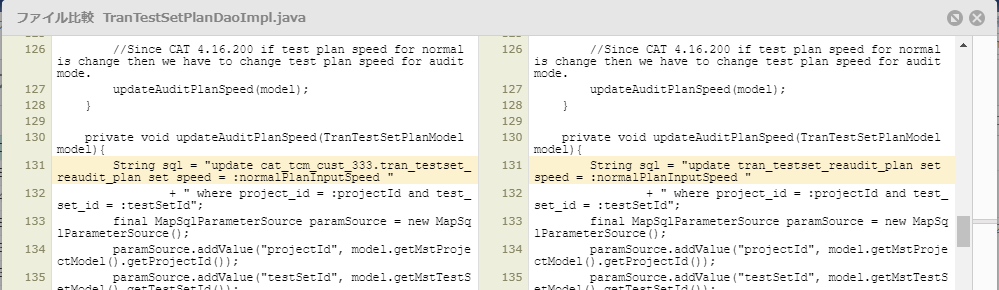 ファイル比較 TranTestSetPlanDaoImpl.java
126 //Since CAT 4.16.200 if test plan speed for normal
is change then we have to change test plan speed for audit
mode.
127 updateAuditPlanSpeed(model);
128 }
129
130 private void updateAuditPlanSpeed(TranTestSetPlanModel
model){
131 String sql = "update cat_tcm_cust_333.tran_testset_
reaudit_plan set speed = :normalPlanInputSpeed "
132 + " where project_id = :projectId and test_
set_id = :testSetId";
133 final MapSqlParameterSource paramSource = new MapSq
lParameterSource();
134 paramSource.addValue("projectId", model.getMstProje
ctModel().getProjectId());
135 paramSource.addValue("testSetId", model.getMstTestS
etModel().getTestSetId());
126 //Since CAT 4.16.200 if test plan speed for normal
is change then we have to change test plan speed for audit
mode.
127 updateAuditPlanSpeed(model);
128 }
129
130 private void updateAuditPlanSpeed(TranTestSetPlanModel
model){
131 String sql = "update tran_testset_reaudit_plan set
speed = :normalPlanInputSpeed "
132 + " where project_id = :projectId and test_
set_id = :testSetId";
133 final MapSqlParameterSource paramSource = new MapSq
lParameterSource();
134 paramSource.addValue("projectId", model.getMstProje
ctModel().getProjectId());
135 paramSource.addValue("testSetId", model.getMstTestS
etModel().getTestSetId());